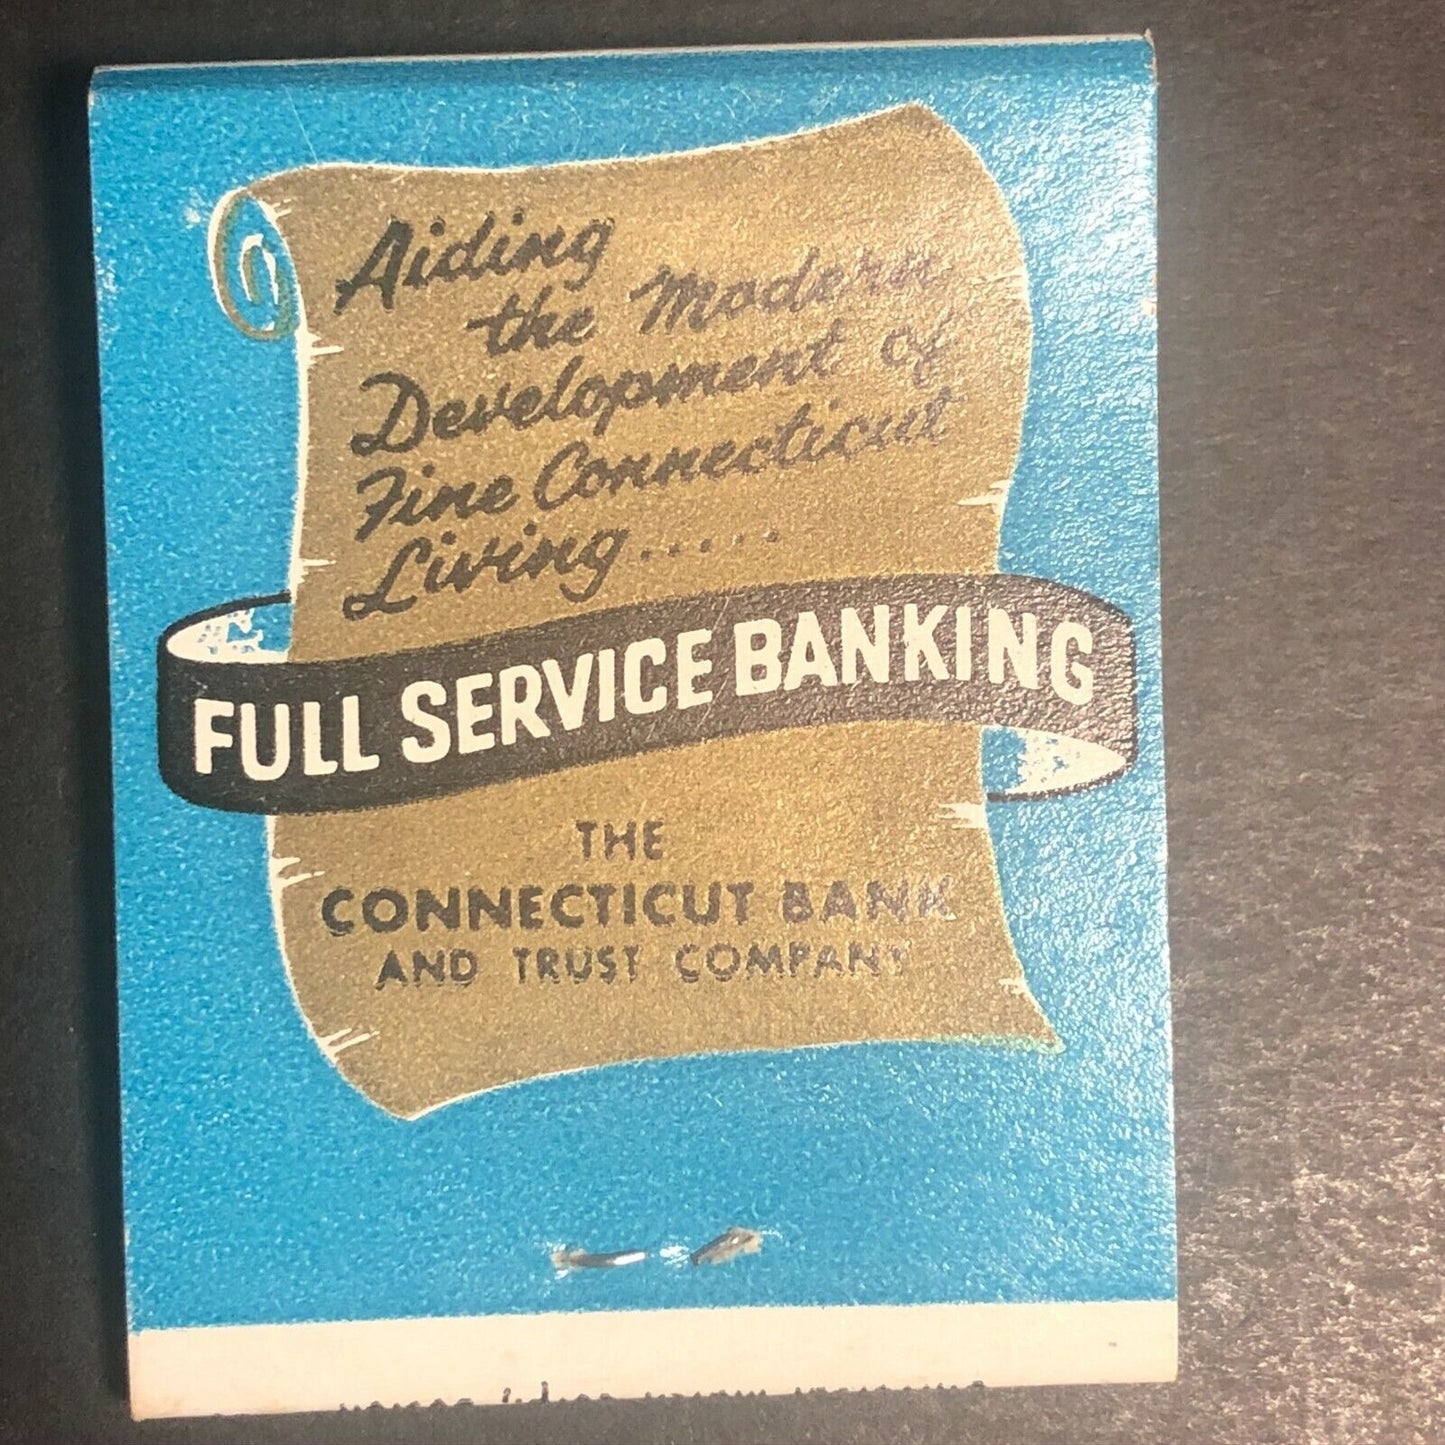 Aiding
the Modern
Development of
Fine Connecticut
Living.....
FULL SERVICE BANKING
THE
CONNECTICUT BANK
AND TRUST COMPANY